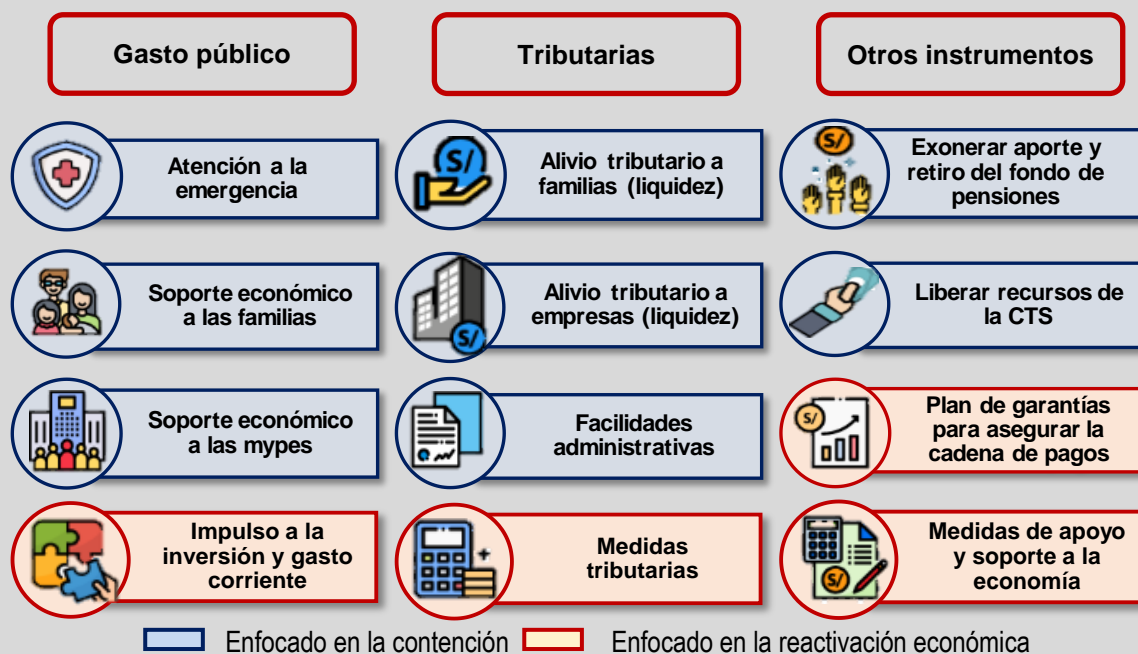 Gasto público
Tributarias
Otros instrumentos
Atención a la
emergencia
Alivio tributario a
familias (liquidez)
Exonerar aporte y
retiro del fondo de
pensiones
Soporte económico
a las familias
Alivio tributario a
empresas (liquidez)
Liberar recursos de
la CTS
Soporte económico
a las mypes
Facilidades
administrativas
Plan de garantías
para asegurar la
cadena de pagos
Impulso a la
inversión y gasto
corriente
Medidas
tributarias
Medidas de apoyo
y soporte a la
economía
S/
S/
S/
S/
S/
Enfocado en la contención
Enfocado en la reactivación económica